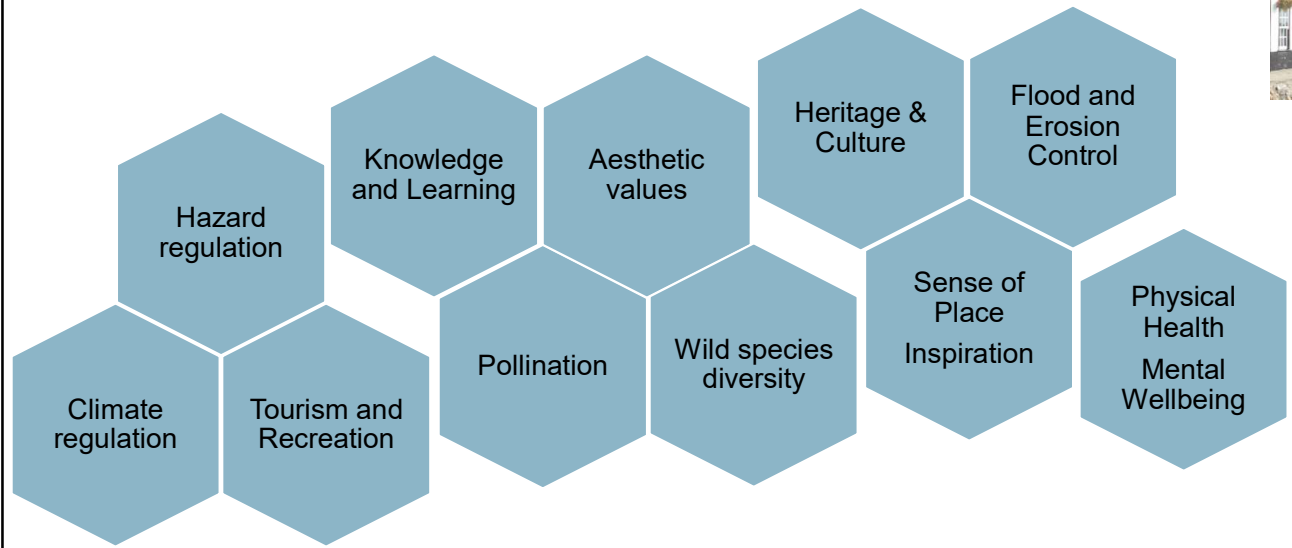 Heritage &
Culture
Flood and
Erosion
Control
Knowledge
and Learning
Aesthetic
values
Hazard
regulation
Sense of
Place
Inspiration
Physical
Health
Mental
Wellbeing
Pollination
Wild species
diversity
Climate
regulation
Tourism and
Recreation